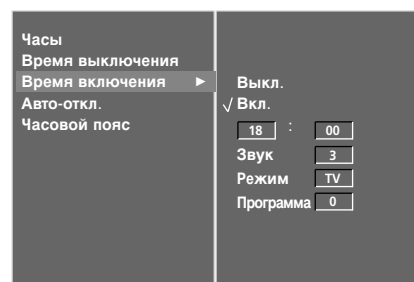 Часы
Время выключения
Время включения ►
Авто-откл.
Часовой пояс
Выкл.
√ Вкл.
18 : 00
Звук 3
Режим TV
Программа 0